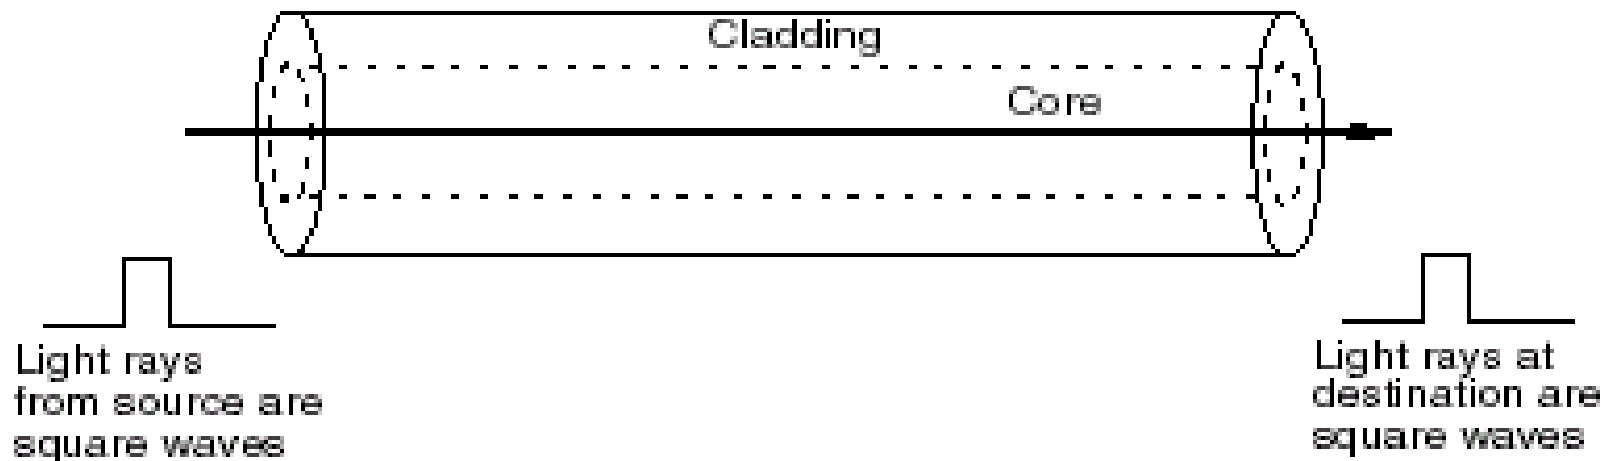 Cladding
Core
Light rays
from source are
square waves
Light rays at
destination are
square waves